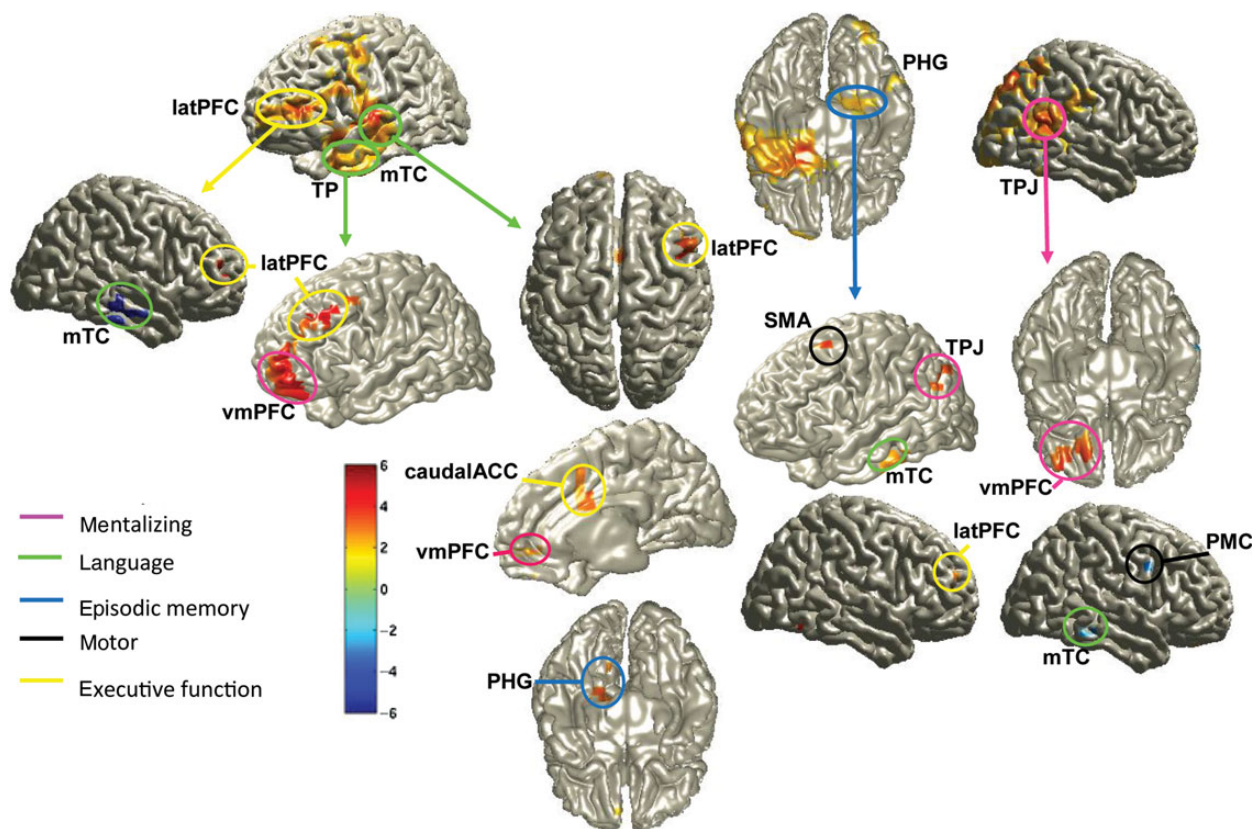 PHG
latPFC
TP
mTC
TPJ
latPFC
mTC
vmPFC
latPFC
SMA
TPJ
mTC
vmPFC
caudalACC
vmPFC
latPFC
PMC
mTC
PHG
6
4
2
0
-2
-4
-6
Mentalizing
Language
Episodic memory
Motor
Executive function